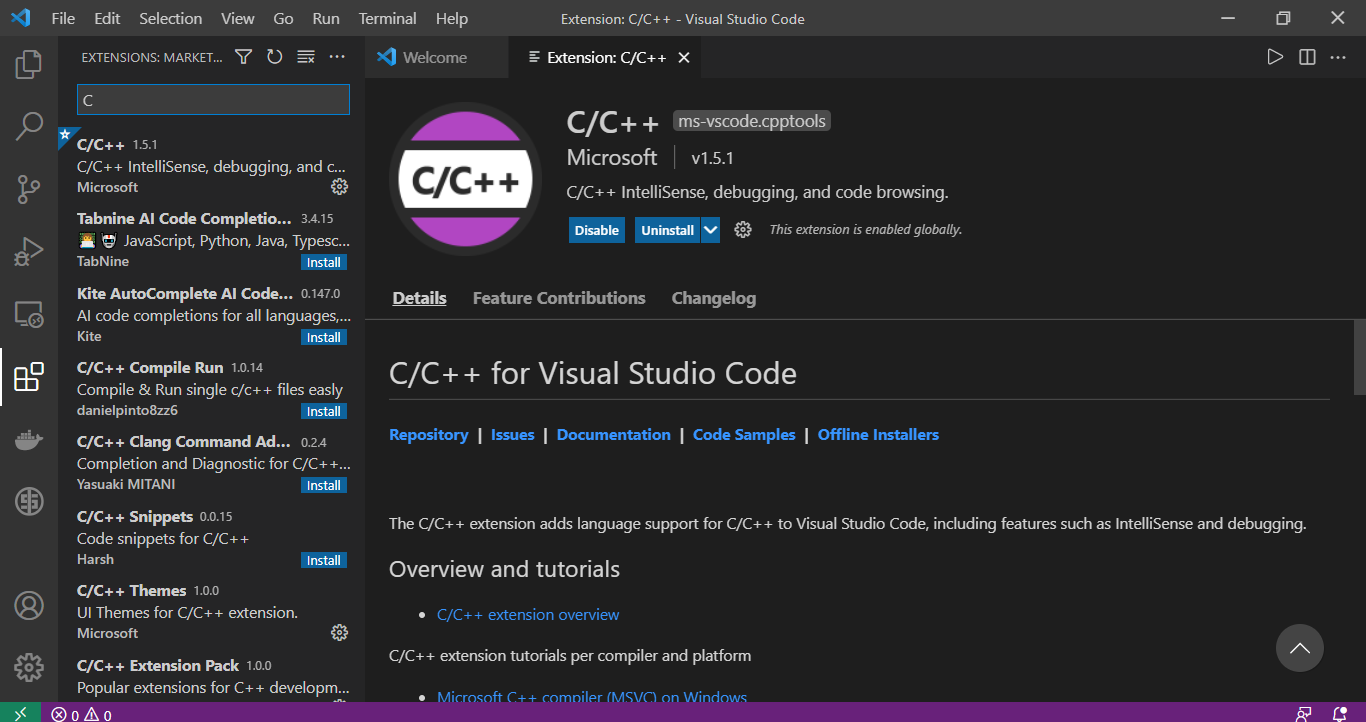 File Edit Selection View Go Run Terminal Help
Extension: C/C++ - Visual Studio Code
EXTENSIONS: MARKET...
C
C/C++ 1.5.1
C/C++ IntelliSense, debugging, and c...
Microsoft
Tabnine AI Code Completio... 3.4.15
JavaScript, Python, Java, Typesc...
TabNine Install
Kite AutoComplete AI Code... 0.147.0
AI code completions for all languages,...
Kite Install
C/C++ Compile Run 1.0.14
Compile & Run single c/c++ files easly
danielpinto8zz6 Install
C/C++ Clang Command Ad... 0.2.4
Completion and Diagnostic for C/C++...
Yasuaki MITANI Install
C/C++ Snippets 0.0.15
Code snippets for C/C++
Harsh Install
C/C++ Themes 1.0.0
UI Themes for C/C++ extension.
Microsoft
C/C++ Extension Pack 1.0.0
Popular extensions for C++ developm...
Welcome
Extension: C/C++
C/C++
C/C++ ms-vscode.cpptools
Microsoft v1.5.1
C/C++ IntelliSense, debugging, and code browsing.
Disable Uninstall This extension is enabled globally.
Details Feature Contributions Changelog
C/C++ for Visual Studio Code
Repository | Issues | Documentation | Code Samples | Offline Installers
The C/C++ extension adds language support for C/C++ to Visual Studio Code, including features such as IntelliSense and debugging.
Overview and tutorials
• C/C++ extension overview
C/C++ extension tutorials per compiler and platform
• Microsoft C++ compiler (MSVC) on Windows
0 0